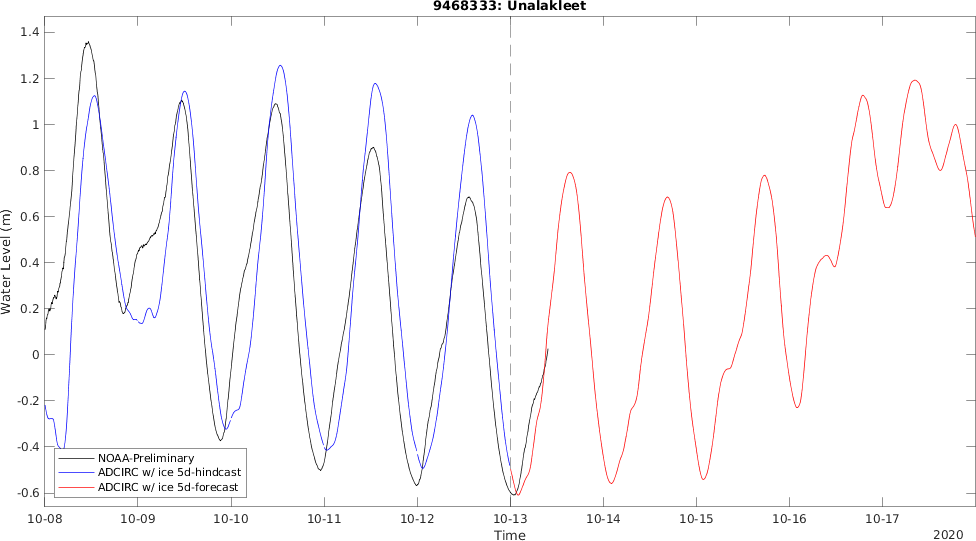 9468333: Unalakleet
Water Level (m)
1.4
1.2
1
0.8
0.6
0.4
0.2
0
-0.2
-0.4
-0.6
NOAA-Preliminary
ADCIRC w/ ice 5d-hindcast
ADCIRC w/ ice 5d-forecast
10-08 10-09 10-10 10-11 10-12 10-13 10-14 10-15 10-16 10-17
Time
2020